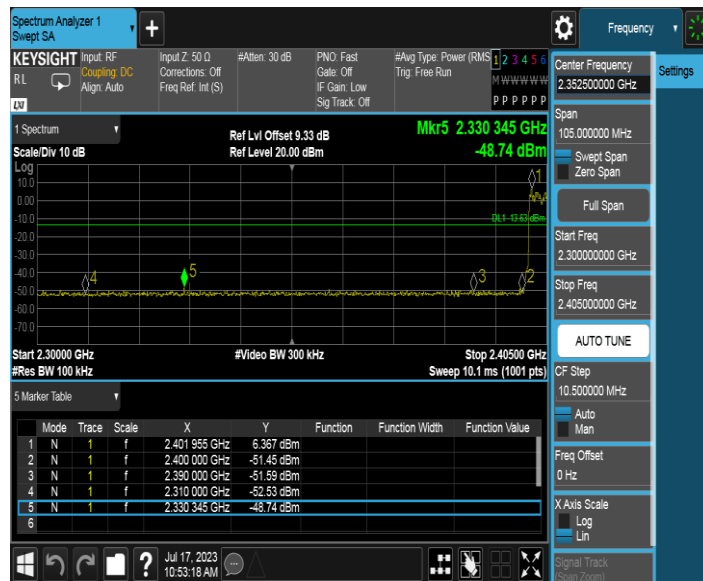 Spectrum Analyzer 1
Swept SA
Frequency
KEYSIGHT
RL
LXI
Input: RF
Coupling: DC
Align: Auto
Input Z: 50 Ω
Corrections: Off
Freq Ref: Int (S)
#Atten: 30 dB
PNO: Fast
Gate: Off
IF Gain: Low
Sig Track: Off
#Avg Type: Power (RMS
Trig: Free Run
1 2 3 4 5 6
M W W W W W
P P P P P P
1 Spectrum
Scale/Div 10 dB
Ref Lvl Offset 9.33 dB
Ref Level 20.00 dBm
Mkr5 2.330 345 GHz
-48.74 dBm
Log
10.0
0.00
-10.0
-20.0
-30.0
-40.0
-50.0
-60.0
-70.0
1
DL1 -13.63 dBm
4
5
3
2
Start 2.30000 GHz
#Video BW 300 kHz
Stop 2.40500 GHz
#Res BW 100 kHz
Sweep 10.1 ms (1001 pts)
5 Marker Table
Mode Trace Scale X Y Function Function Width Function Value
1 N 1 f 2.401 955 GHz 6.367 dBm
2 N 1 f 2.400 000 GHz -51.45 dBm
3 N 1 f 2.390 000 GHz -51.59 dBm
4 N 1 f 2.310 000 GHz -52.53 dBm
5 N 1 f 2.330 345 GHz -48.74 dBm
6
?
Jul 17, 2023
10:53:18 AM
Center Frequency
2.352500000 GHz
Settings
Span
105.000000 MHz
Swept Span
Zero Span
Full Span
Start Freq
2.300000000 GHz
Stop Freq
2.405000000 GHz
AUTO TUNE
CF Step
10.500000 MHz
Auto
Man
Freq Offset
0 Hz
X Axis Scale
Log
Lin
Signal Track
(Span Zoom)